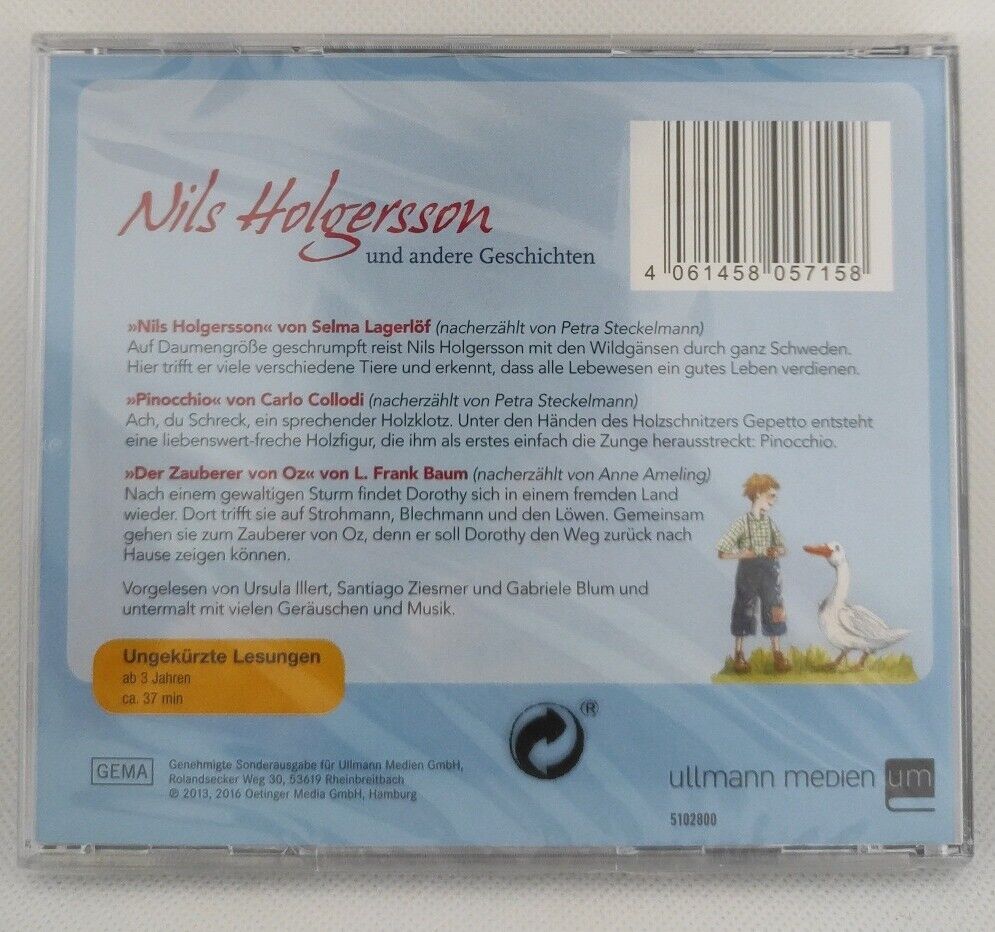 Nils Holgersson
und andere Geschichten
4 061458 057158
»Nils Holgersson« von Selma Lagerlöf (nacherzählt von Petra Steckelmann)
Auf Daumengröße geschrumpft reist Nils Holgersson mit den Wildgänsen durch ganz Schweden.
Hier trifft er viele verschiedene Tiere und erkennt, dass alle Lebewesen ein gutes Leben verdienen.
»Pinocchio« von Carlo Collodi (nacherzählt von Petra Steckelmann)
Ach, du Schreck, ein sprechender Holzklotz. Unter den Händen des Holzschnitzers Gepetto entsteht
eine liebenswert-freche Holzfigur, die ihm als erstes einfach die Zunge herausstreckt: Pinocchio.
»Der Zauberer von Oz« von L. Frank Baum (nacherzählt von Anne Ameling)
Nach einem gewaltigen Sturm findet Dorothy sich in einem fremden Land
wieder. Dort trifft sie auf Strohmann, Blechmann und den Löwen. Gemeinsam
gehen sie zum Zauberer von Oz, denn er soll Dorothy den Weg zurück nach
Hause zeigen können.
Vorgelesen von Ursula Illert, Santiago Ziesmer und Gabriele Blum und
untermalt mit vielen Geräuschen und Musik.
Ungekürzte Lesungen
ab 3 Jahren
ca. 37 min
®
GEMA
Genehmigte Sonderausgabe für Ullmann Medien GmbH,
Rolandsecker Weg 30, 53619 Rheinbreitbach
℗ 2013, 2016 Oetinger Media GmbH, Hamburg
ullmann medien um
5102800